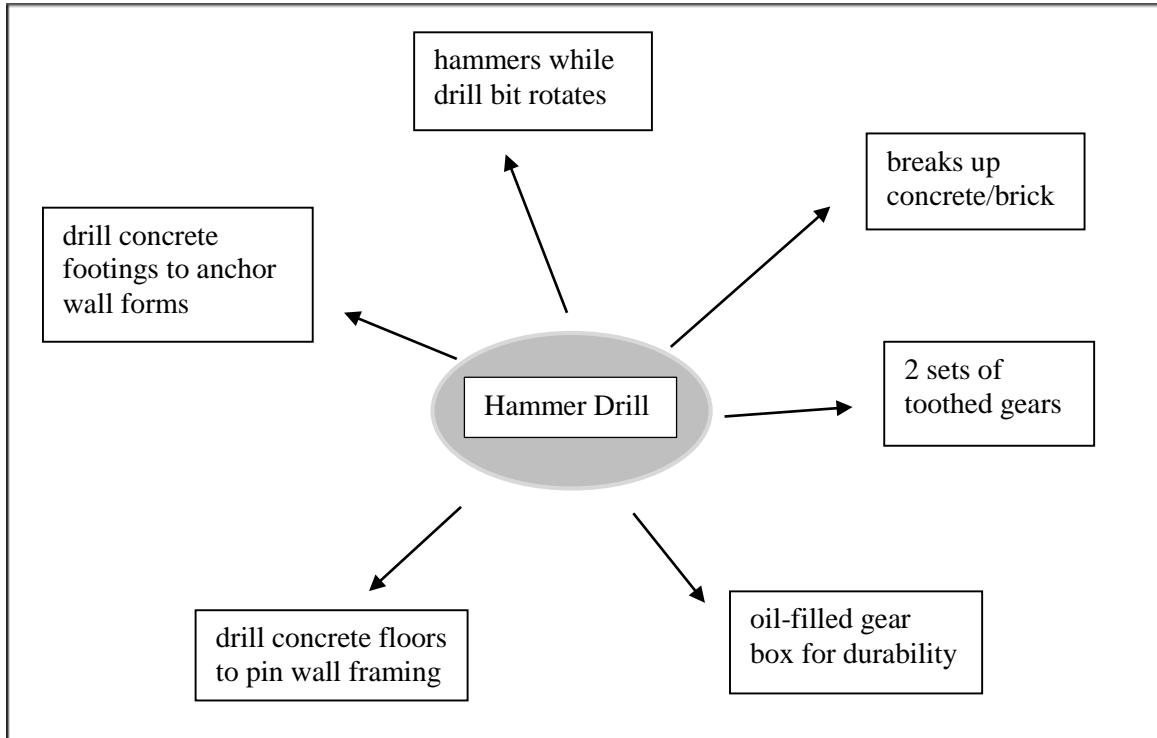 hammers while
drill bit rotates
breaks up
concrete/brick
drill concrete
footings to anchor
wall forms
2 sets of
toothed gears
Hammer Drill
drill concrete floors
to pin wall framing
oil-filled gear
box for durability